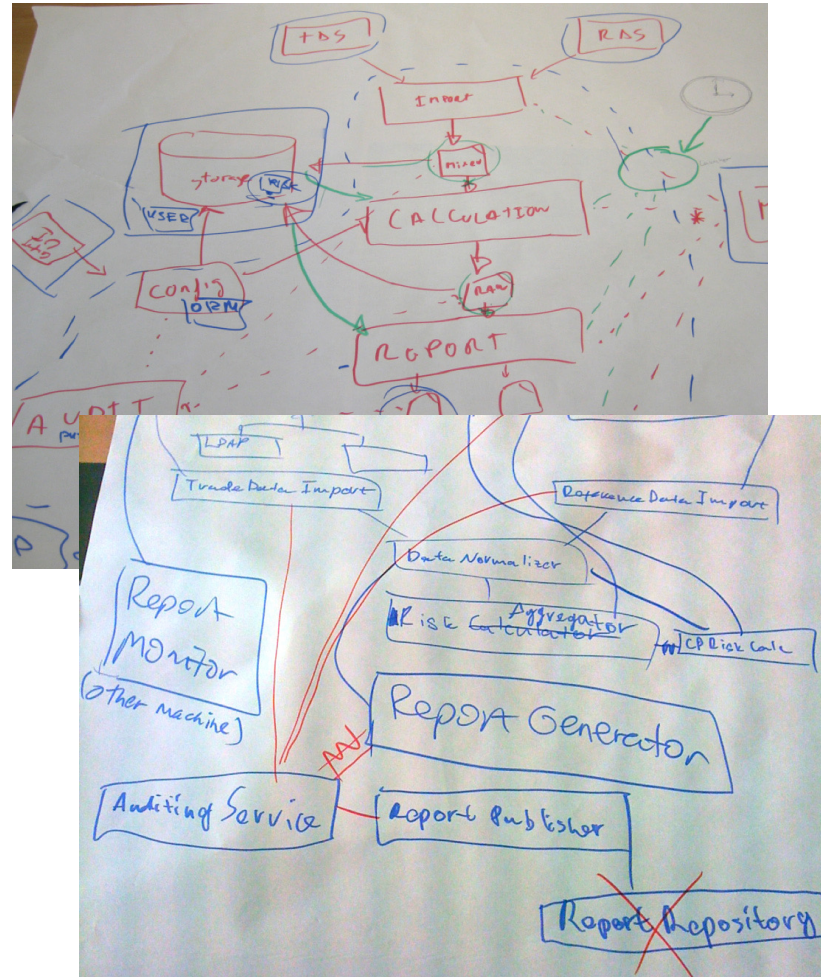 TDS
RDS
Import
Mixed
storage
RISK
USER
CALCULATION
config
ORM
RAW
REPORT
AUDIT
LDAP
Trade Data Import
Reference Data Import
Data Normalizer
Report
Monitor
(other machine)
Aggregator
Risk Calculator
CP Risk Calc
Report Generator
Auditing Service
Report Publisher
Report Repository